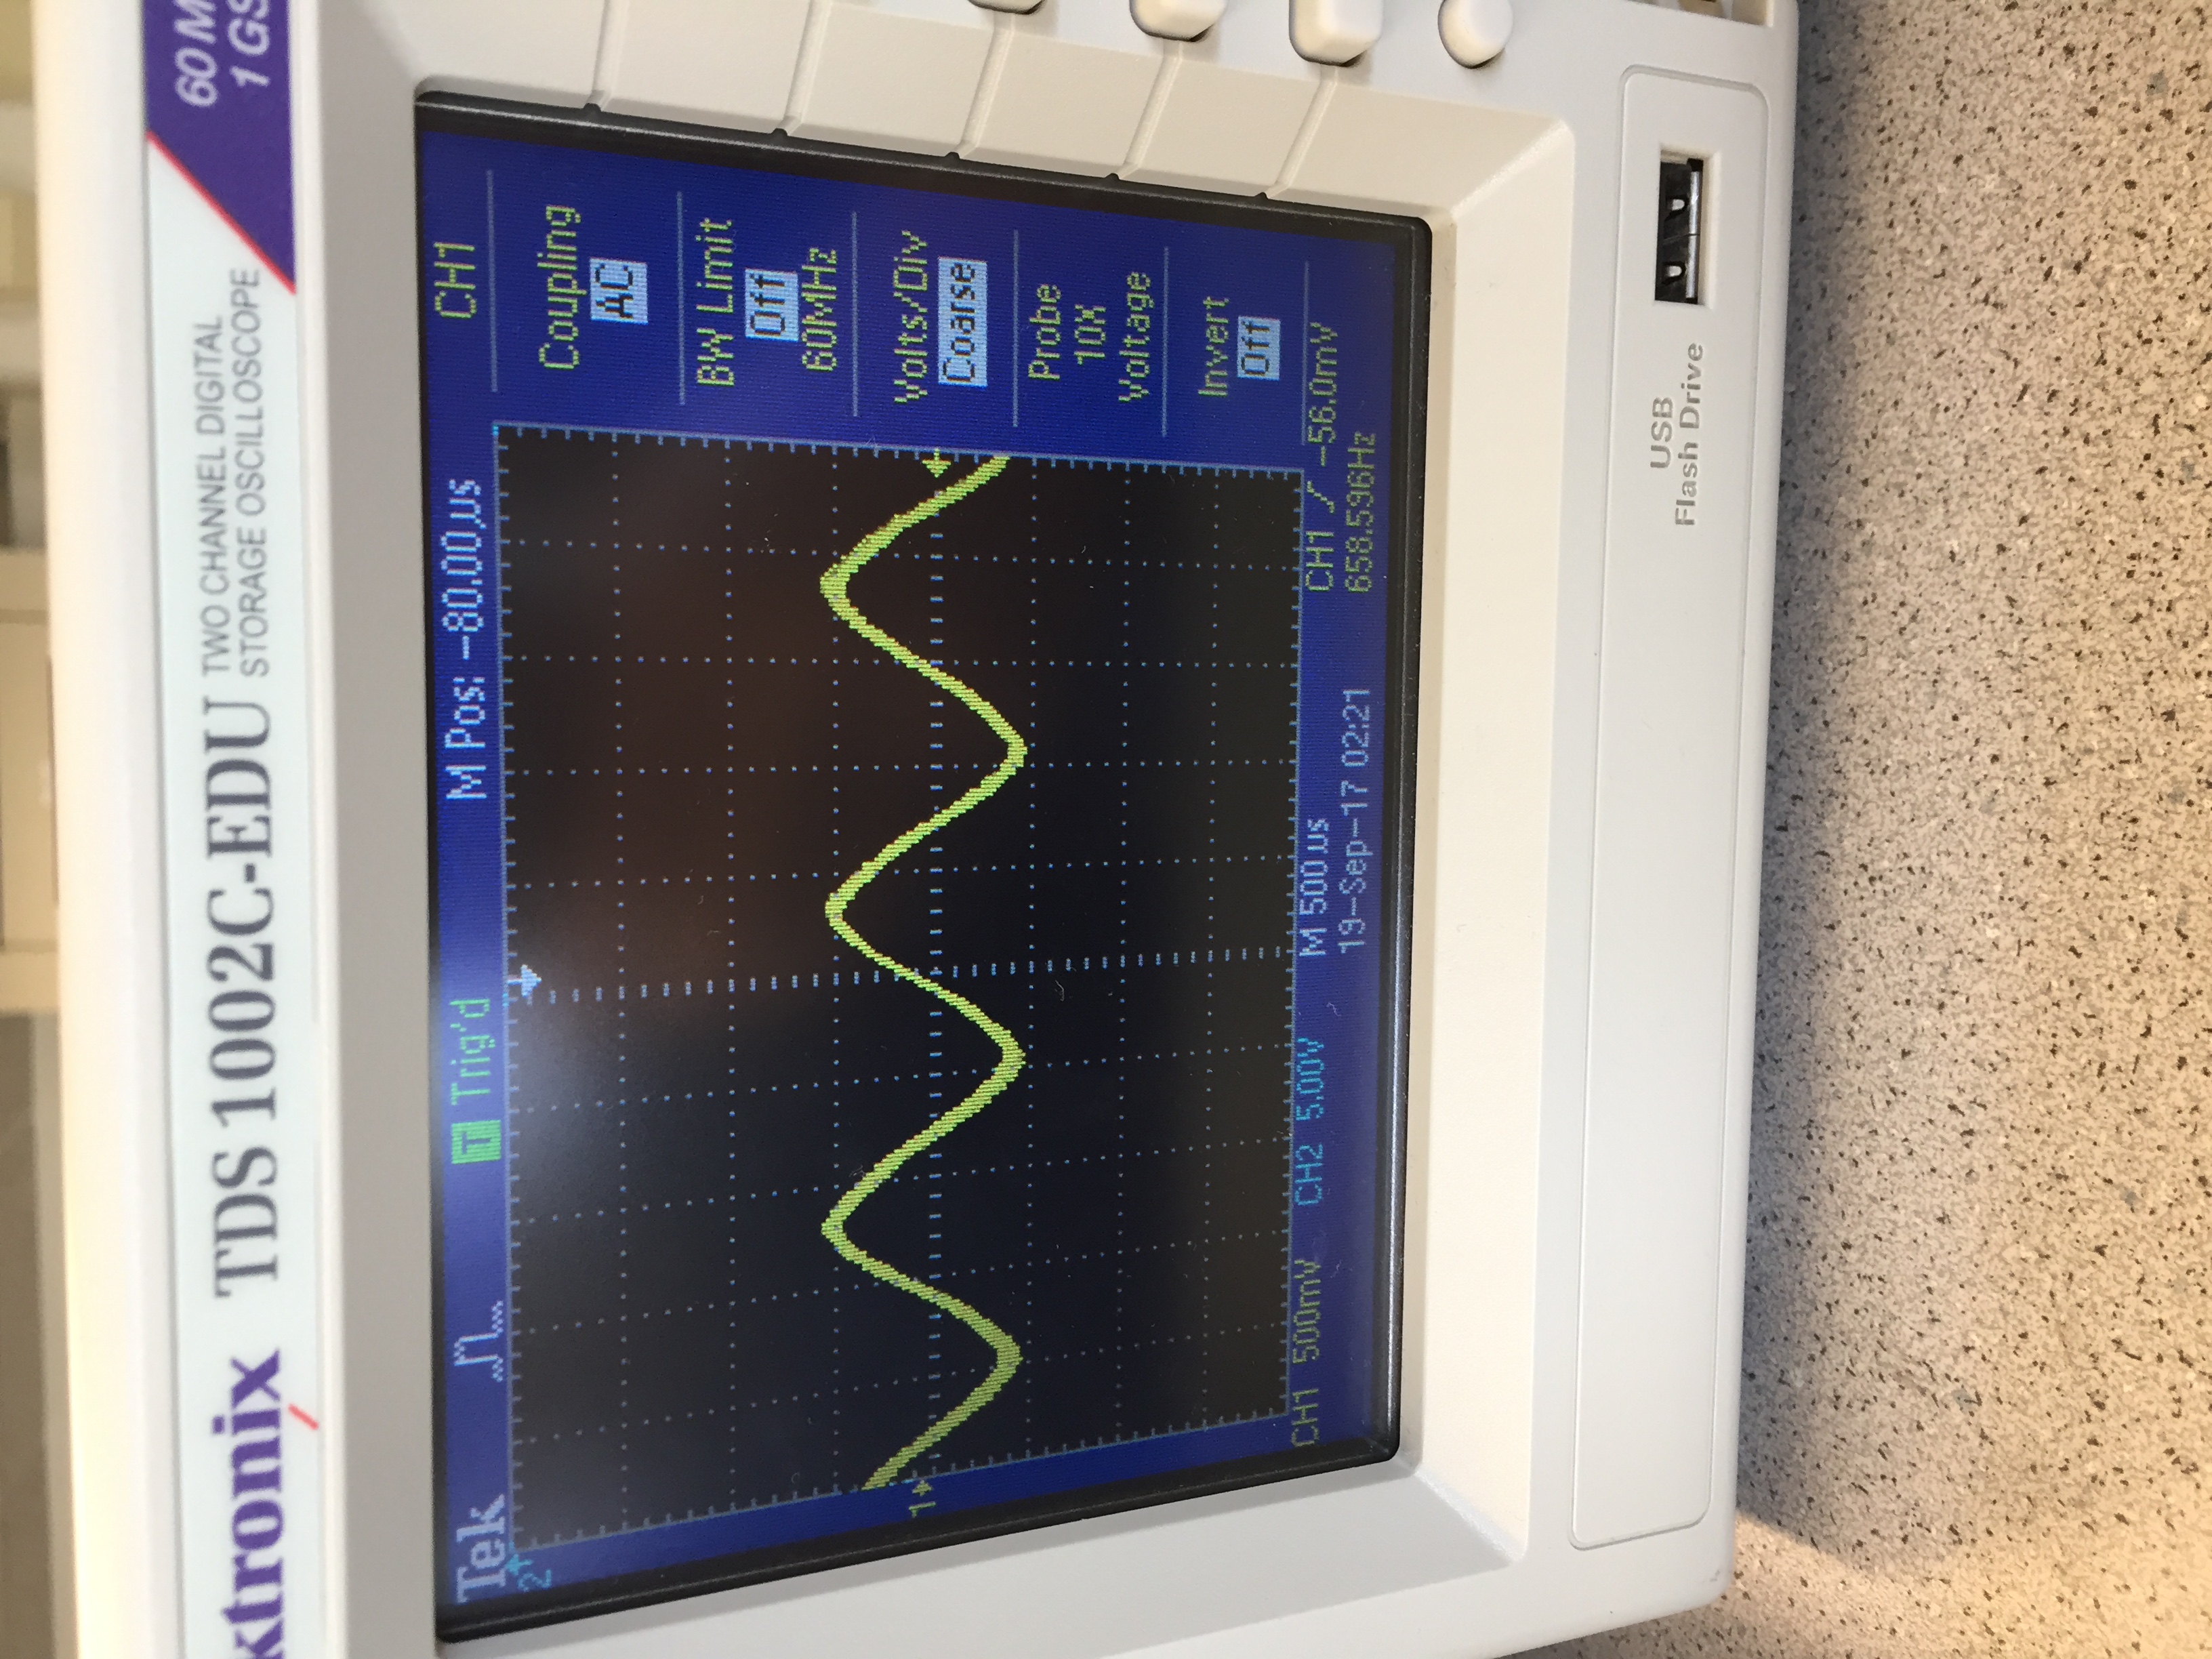 ktronix TDS 1002C-EDU TWO CHANNEL DIGITAL
STORAGE OSCILLOSCOPE
60 M
1 GS
Tek T Trig'd M Pos: -80.00µs CH1
2
Coupling
AC
BW Limit
Off
60MHz
1
Volts/Div
Coarse
Probe
10X
Voltage
Invert
Off
CH1 500mV CH2 5.00V M 500µs CH1 -56.0mV
19-Sep-17 02:21 658.596Hz
USB
Flash Drive